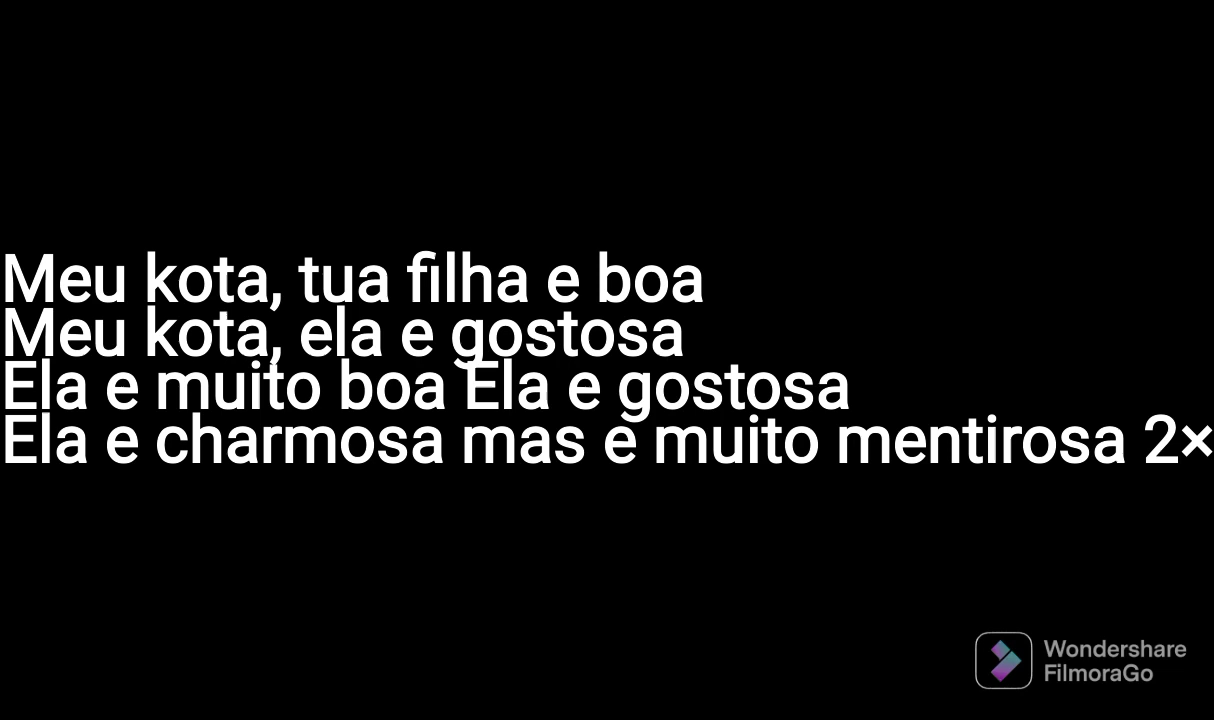 Meu kota, tua filha e boa
Meu kota, ela e gostosa
Ela e muito boa Ela e gostosa
Ela e charmosa mas e muito mentirosa 2×
Wondershare
FilmoraGo